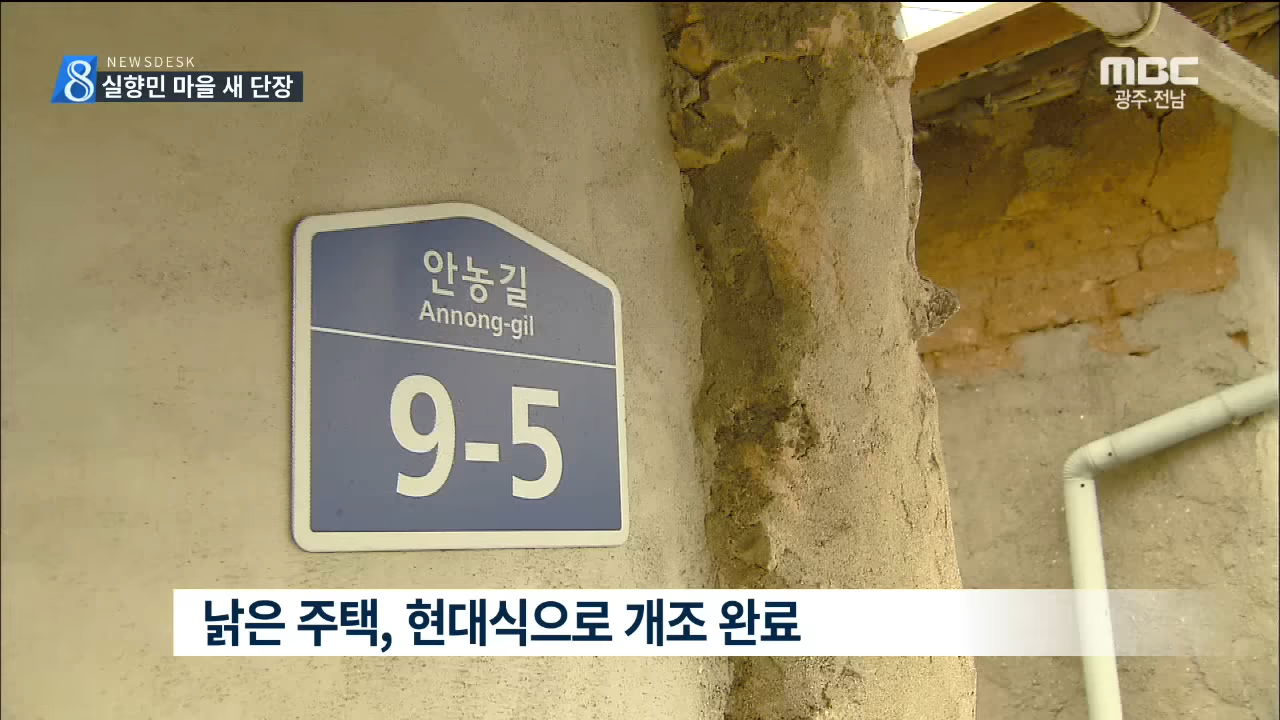 NEWSDESK
8 실향민 마을 새 단장
MBC
광주·전남
안농길
Annong-gil
9-5
낡은 주택, 현대식으로 개조 완료